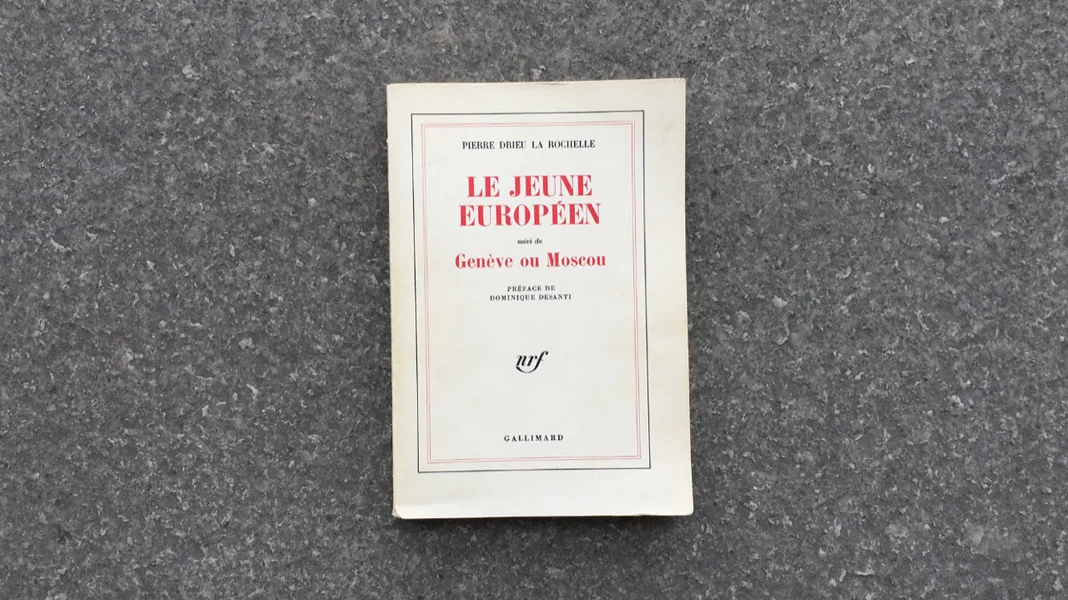 PIERRE DRIEU LA ROCHELLE
LE JEUNE
EUROPÉEN
suivi de
Genève ou Moscou
PRÉFACE DE
DOMINIQUE DESANTI
nrf
GALLIMARD